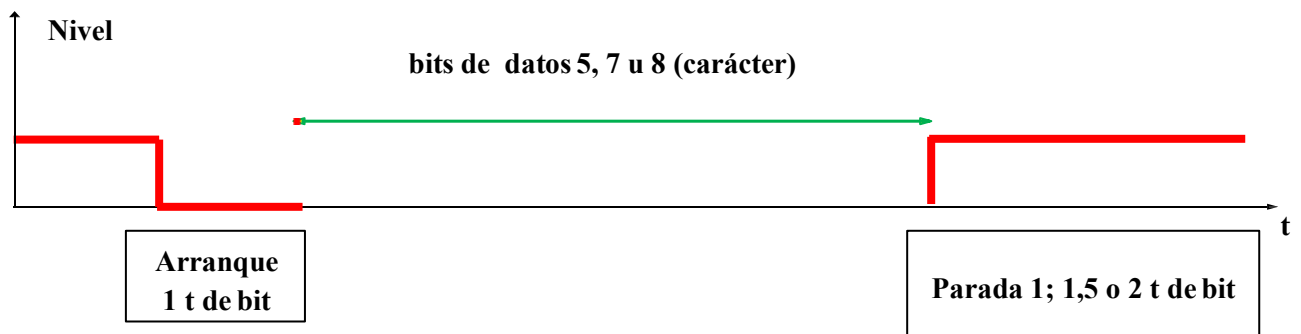 Nivel
bits de datos 5, 7 u 8 (carácter)
t
Arranque
1 t de bit
Parada 1; 1,5 o 2 t de bit